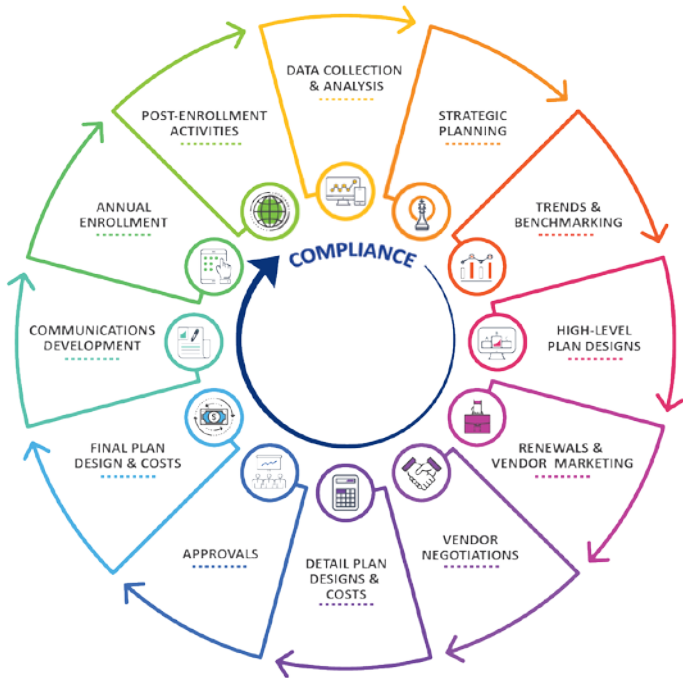 DATA COLLECTION
& ANALYSIS
STRATEGIC
PLANNING
TRENDS &
BENCHMARKING
HIGH-LEVEL
PLAN DESIGNS
RENEWALS &
VENDOR MARKETING
VENDOR
NEGOTIATIONS
DETAIL PLAN
DESIGNS &
COSTS
APPROVALS
FINAL PLAN
DESIGN & COSTS
COMMUNICATIONS
DEVELOPMENT
ANNUAL
ENROLLMENT
POST-ENROLLMENT
ACTIVITIES
COMPLIANCE
$